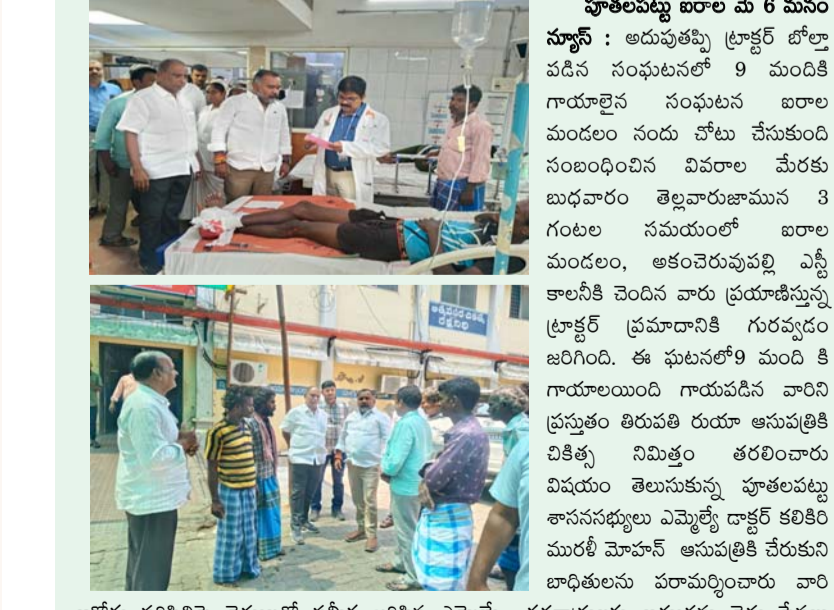 పూతలపట్టు ఐరాల మే 6 మనం
న్యూస్ : అదుపుతప్పి ట్రాక్టర్ బోల్తా
పడిన సంఘటనలో 9 మందికి
గాయాలైన సంఘటన ఐరాల
మండలం నందు చోటు చేసుకుంది
సంబంధించిన వివరాల మేరకు
బుధవారం తెల్లవారుజామున 3
గంటల సమయంలో ఐరాల
మండలం, అకంచెరువుపల్లి ఎస్టీ
కాలనీకి చెందిన వారు ప్రయాణిస్తున్న
ట్రాక్టర్ ప్రమాదానికి గురవ్వడం
జరిగింది. ఈ ఘటనలో9 మంది కి
గాయాలయింది గాయపడిన వారిని
ప్రస్తుతం తిరుపతి రుయా ఆసుపత్రికి
చికిత్స నిమిత్తం తరలించారు
విషయం తెలుసుకున్న పూతలపట్టు
శాసనసభ్యులు ఎమ్మెల్యే డాక్టర్ కలికిరి
మురళీ మోహన్ ఆసుపత్రికి చేరుకుని
బాధితులను పరామర్శించారు వారి